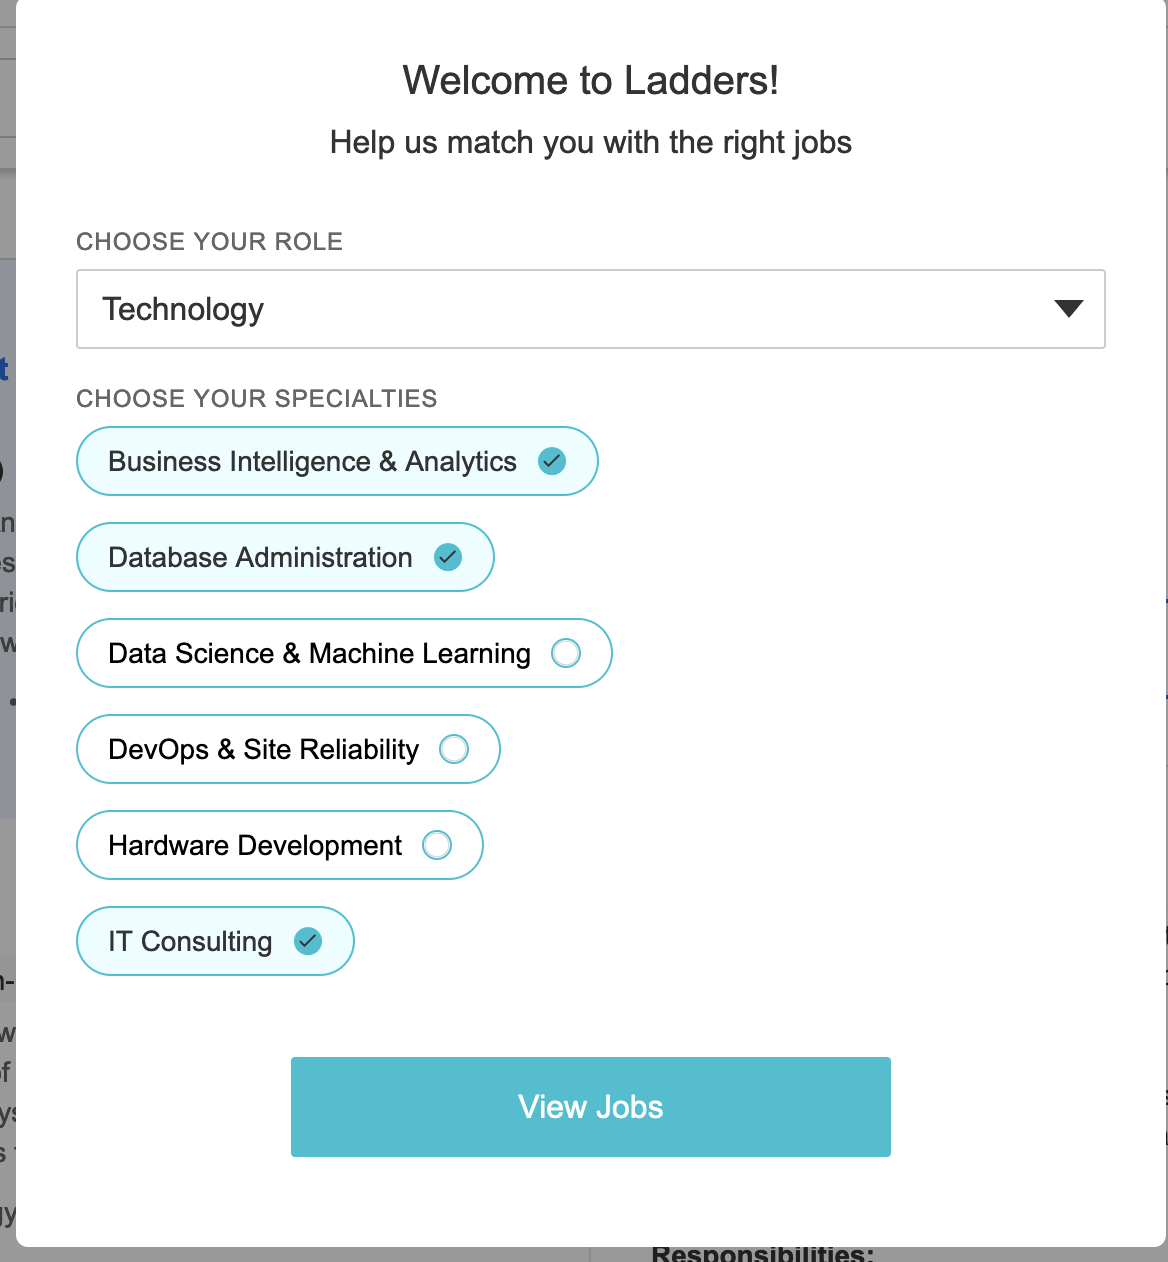 Welcome to Ladders!
Help us match you with the right jobs
CHOOSE YOUR ROLE
Technology
CHOOSE YOUR SPECIALTIES
Business Intelligence & Analytics
Database Administration
Data Science & Machine Learning
DevOps & Site Reliability
Hardware Development
IT Consulting
View Jobs
Responsibilities: